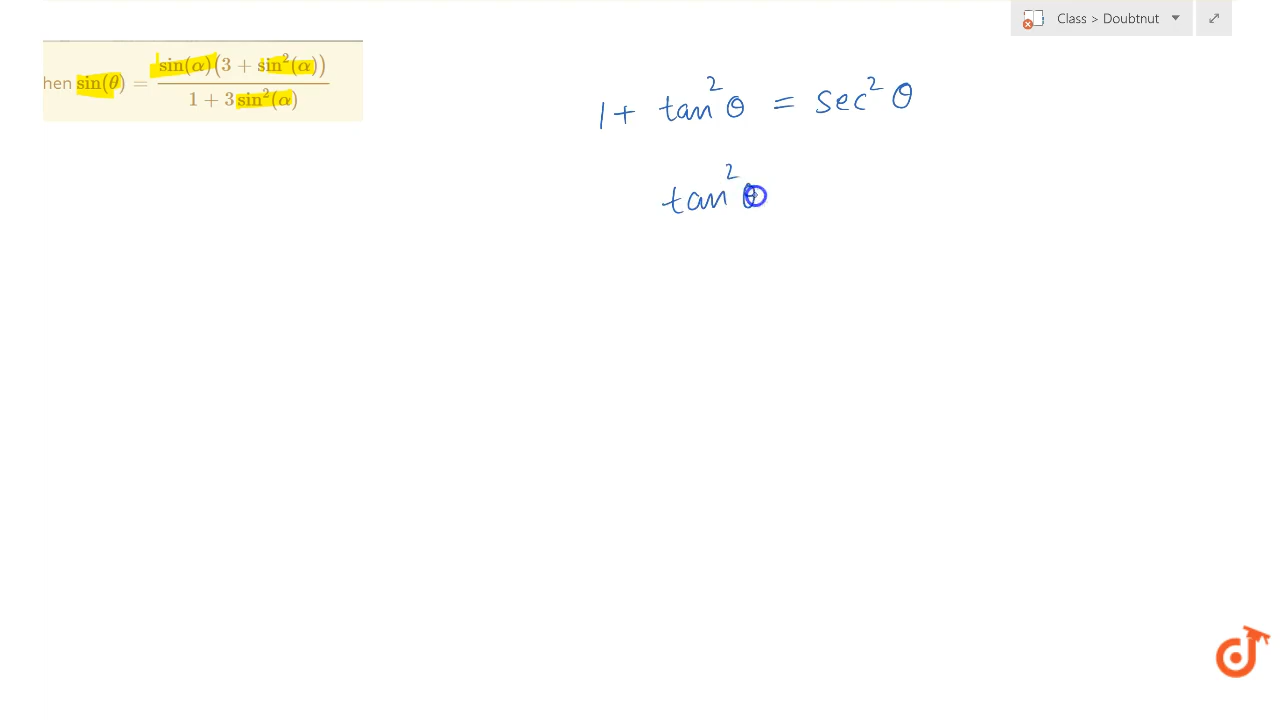 Class > Doubtnut
hen sin(θ) = sin(α)(3 + sin²(α)) / 1 + 3 sin²(α)
1 + tan²θ = sec²θ
tan²θ